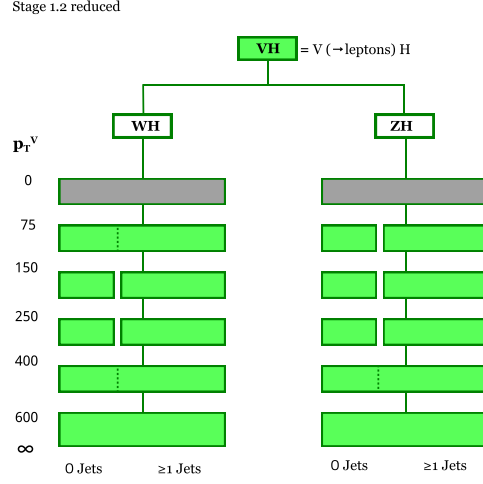 Stage 1.2 reduced
VH = V (→leptons) H
WH ZH
pTV
0
75
150
250
400
600
∞
0 Jets ≥1 Jets 0 Jets ≥1 Jets